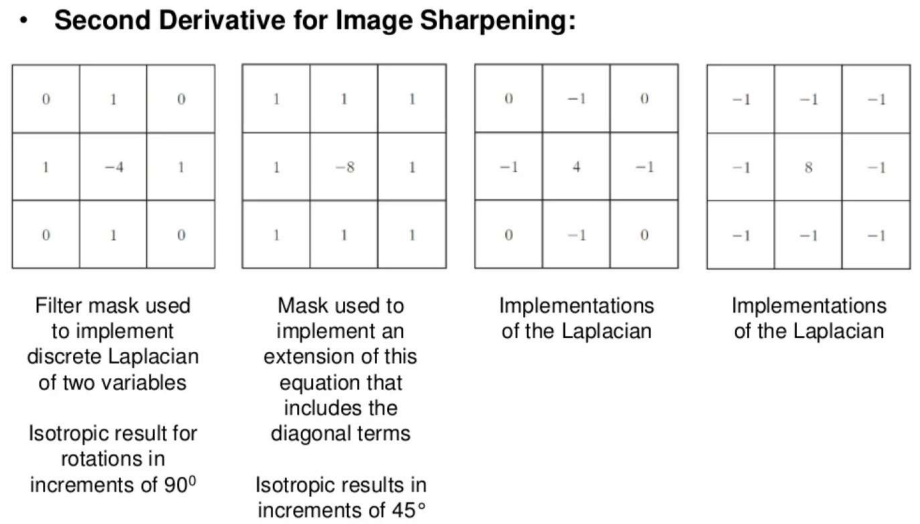 • Second Derivative for Image Sharpening:
0 1 0
1 −4 1
0 1 0
1 1 1
1 −8 1
1 1 1
0 −1 0
−1 4 −1
0 −1 0
−1 −1 −1
−1 8 −1
−1 −1 −1
Filter mask used
to implement
discrete Laplacian
of two variables
Isotropic result for
rotations in
increments of 90⁰
Mask used to
implement an
extension of this
equation that
includes the
diagonal terms
Isotropic results in
increments of 45°
Implementations
of the Laplacian
Implementations
of the Laplacian